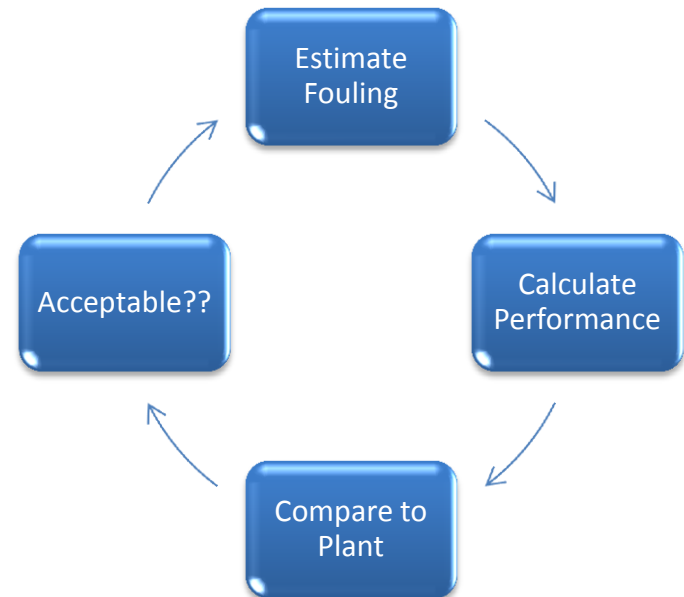 Estimate
Fouling
Calculate
Performance
Compare to
Plant
Acceptable??